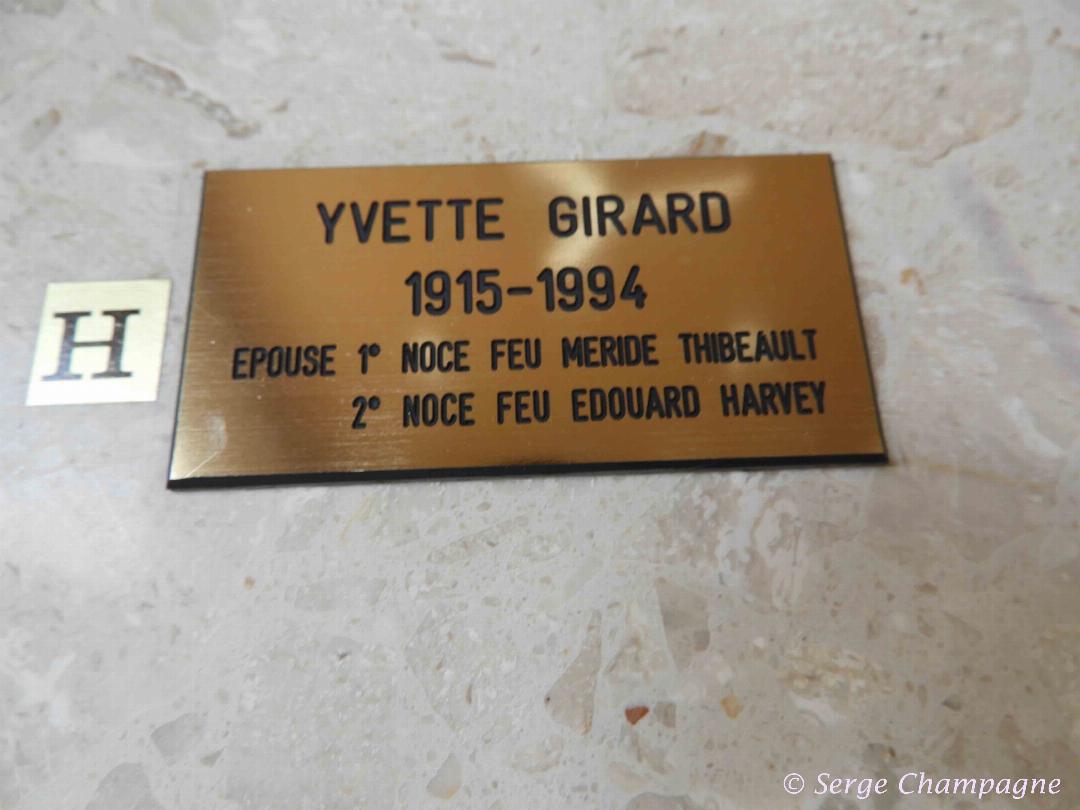 YVETTE GIRARD
1915-1994
H
EPOUSE 1° NOCE FEU MERIDE THIBEAULT
2° NOCE FEU EDOUARD HARVEY
© Serge Champagne